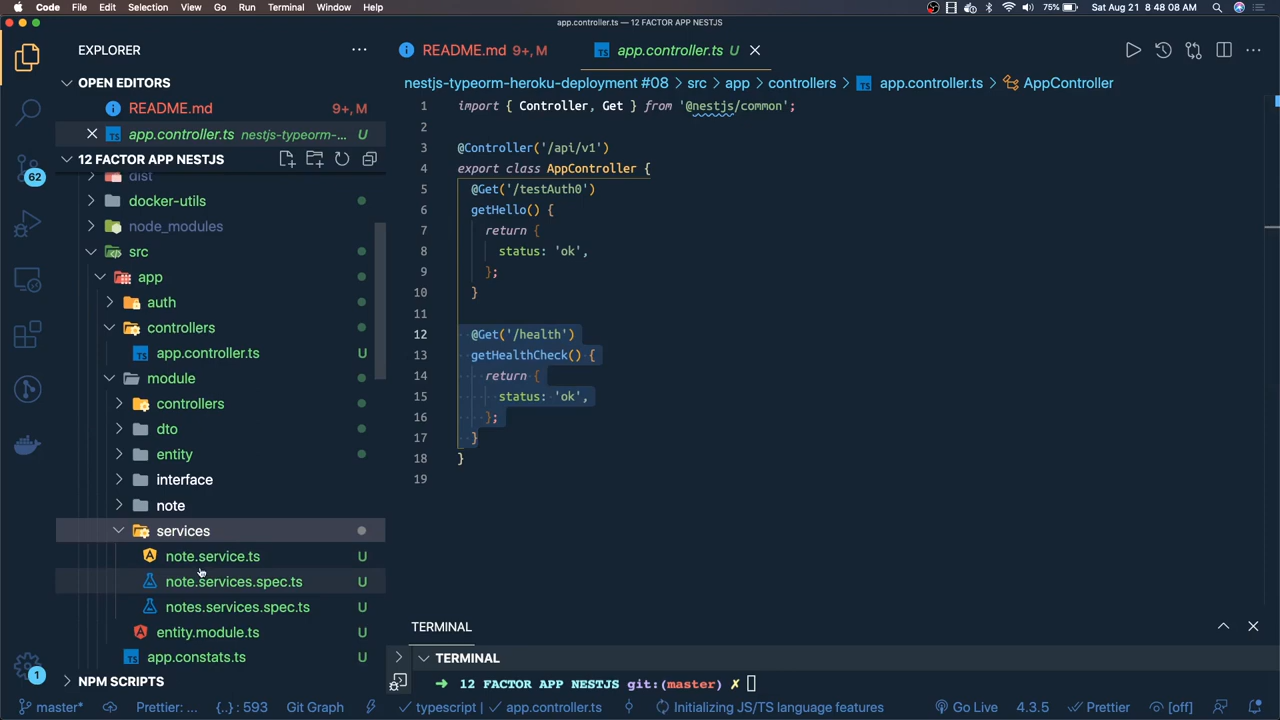 Code File Edit Selection View Go Run Terminal Window Help 75% Sat Aug 21 8:48:08 AM
app.controller.ts — 12 FACTOR APP NESTJS
EXPLORER
OPEN EDITORS
README.md 9+, M
app.controller.ts nestjs-typeorm-... U
12 FACTOR APP NESTJS
dist
docker-utils
node_modules
src
app
auth
controllers
app.controller.ts U
module
controllers
dto
entity
interface
note
services
note.service.ts U
note.services.spec.ts U
notes.services.spec.ts U
entity.module.ts U
app.constats.ts U
NPM SCRIPTS
62
1
README.md 9+, M app.controller.ts U
nestjs-typeorm-heroku-deployment #08 > src > app > controllers > app.controller.ts > AppController
1 import { Controller, Get } from '@nestjs/common';
2
3 @Controller('/api/v1')
4 export class AppController {
5 @Get('/testAuth0')
6 getHello() {
7 return {
8 status: 'ok',
9 };
10 }
11
12 @Get('/health')
13 getHealthCheck() {
14 return {
15 status: 'ok',
16 };
17 }
18 }
19
TERMINAL
TERMINAL
→ 12 FACTOR APP NESTJS git:(master) ✗
master* Prettier: ... {..} : 593 Git Graph typescript | app.controller.ts Initializing JS/TS language features Go Live 4.3.5 Prettier [off]